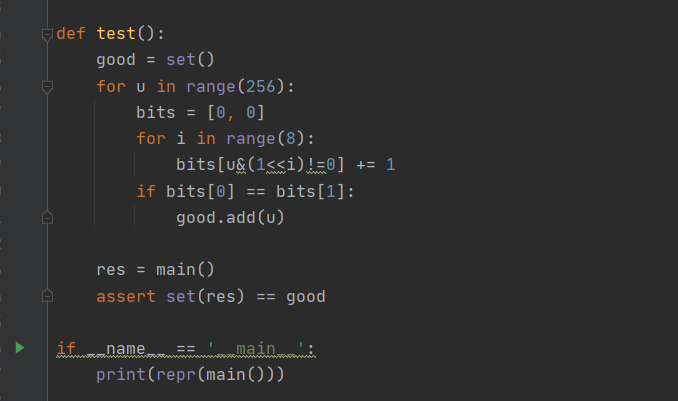 def test():
    good = set()
    for u in range(256):
        bits = [0, 0]
        for i in range(8):
            bits[u&(1<<i)!=0] += 1
        if bits[0] == bits[1]:
            good.add(u)
    res = main()
    assert set(res) == good
if __name__ == '__main__':
    print(repr(main()))